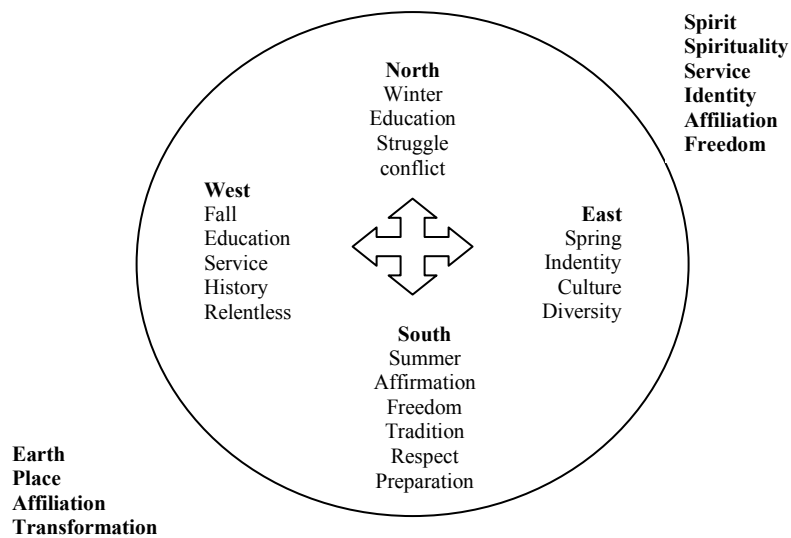 Spirit
Spirituality
Service
Identity
Affiliation
Freedom
North
Winter
Education
Struggle
conflict
West
Fall
Education
Service
History
Relentless
East
Spring
Indentity
Culture
Diversity
South
Summer
Affirmation
Freedom
Tradition
Respect
Preparation
Earth
Place
Affiliation
Transformation